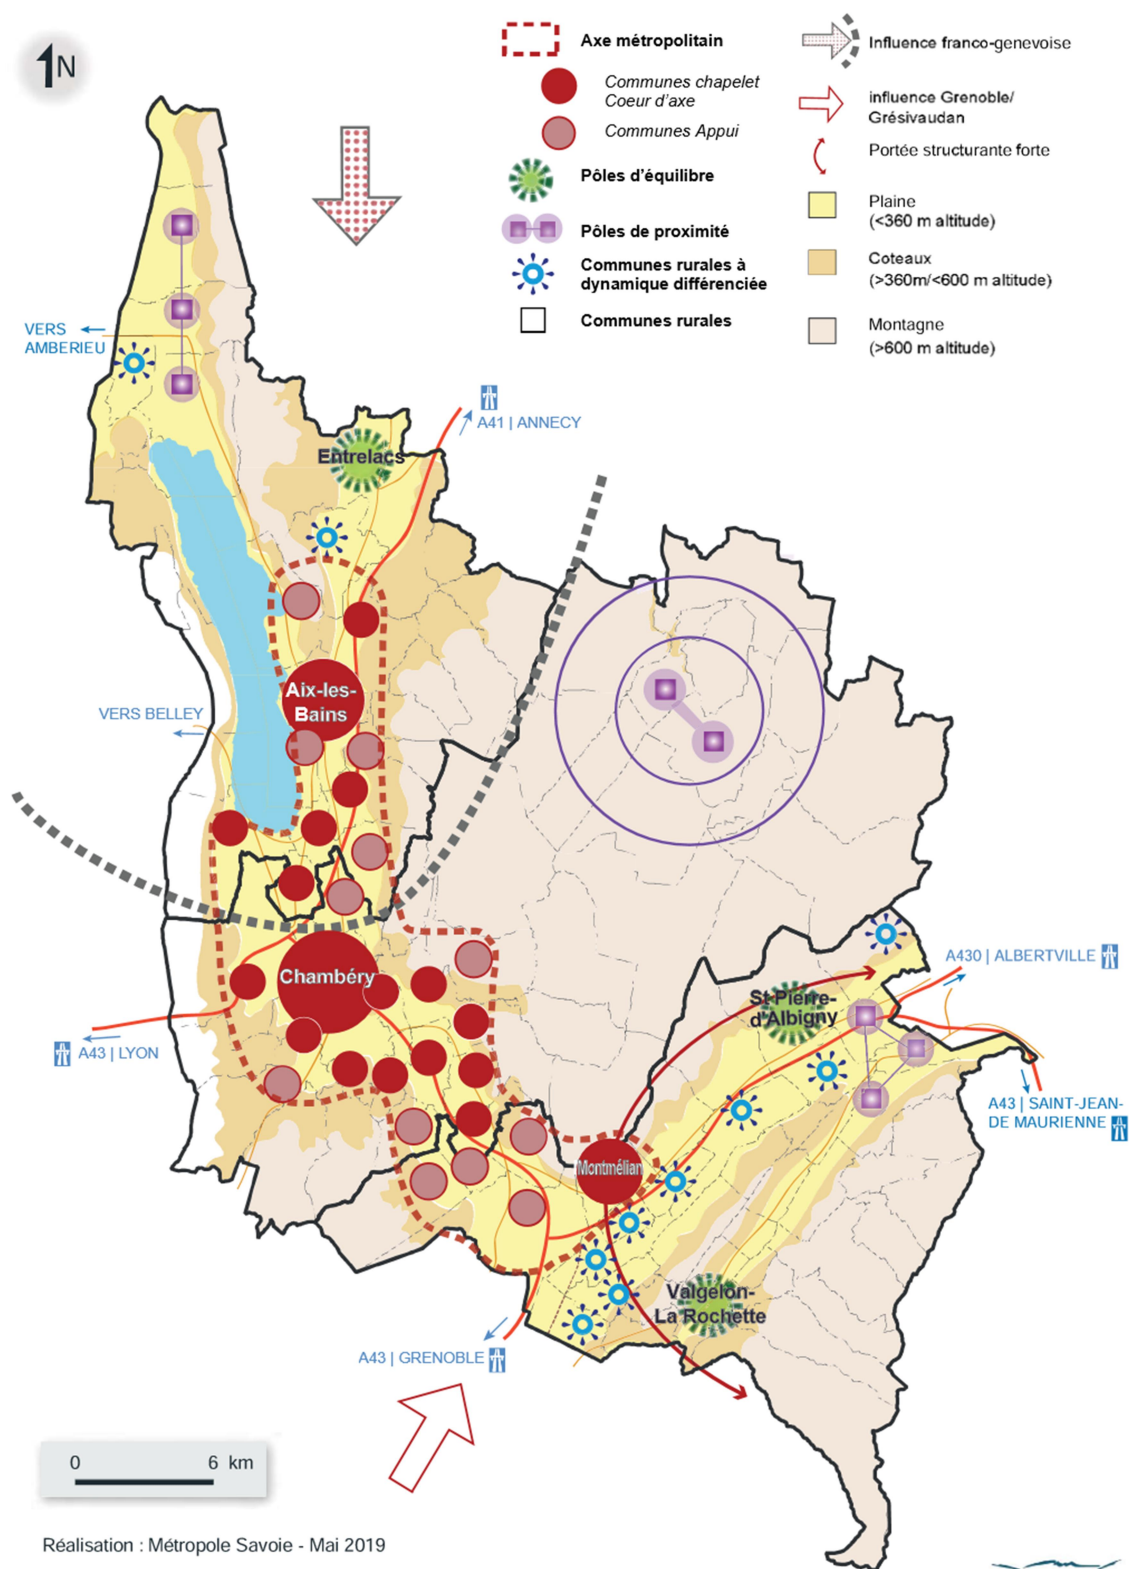 N
Axe métropolitain
Communes chapelet
Coeur d'axe
Communes Appui
Pôles d'équilibre
Pôles de proximité
Communes rurales à
dynamique différenciée
Communes rurales
Influence franco-genevoise
influence Grenoble/
Grésivaudan
Portée structurante forte
Plaine
(<360 m altitude)
Coteaux
(>360m/<600 m altitude)
Montagne
(>600 m altitude)
VERS
AMBERIEU
A41 | ANNECY
Entrelacs
Aix-les-
Bains
VERS BELLEY
Chambéry
A43 | LYON
St Pierre-
d'Albigny
A430 | ALBERTVILLE
A43 | SAINT-JEAN-
DE MAURIENNE
Montmélian
Valgelon-
La Rochette
A43 | GRENOBLE
0 6 km
Réalisation : Métropole Savoie - Mai 2019